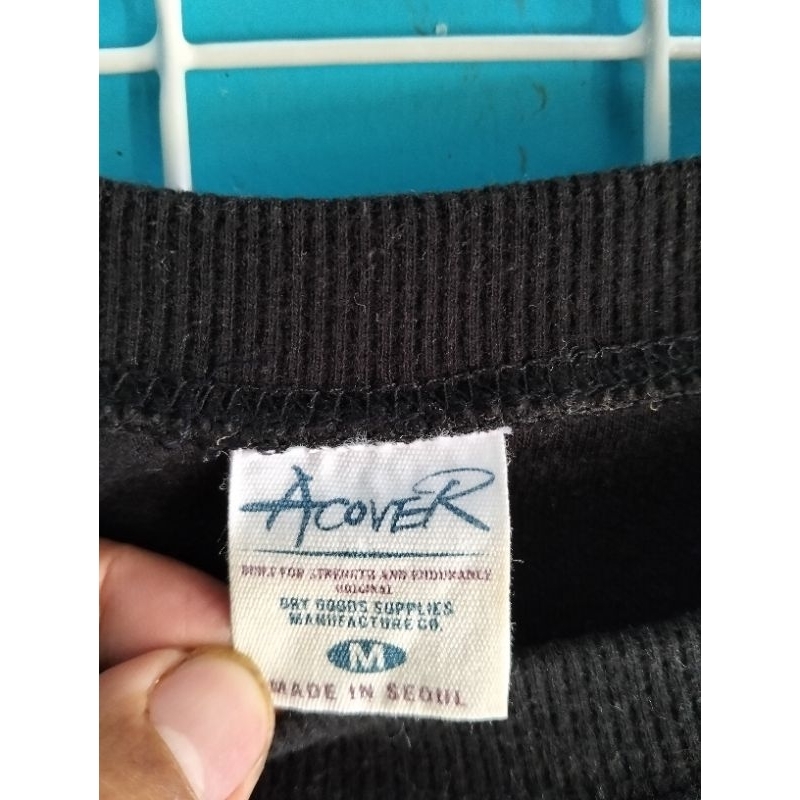 ACOVER
BUILT FOR STRENGTH AND ENDURANCE
ORIGINAL
DRY GOODS SUPPLIES
MANUFACTURE CO.
M
MADE IN SEOUL